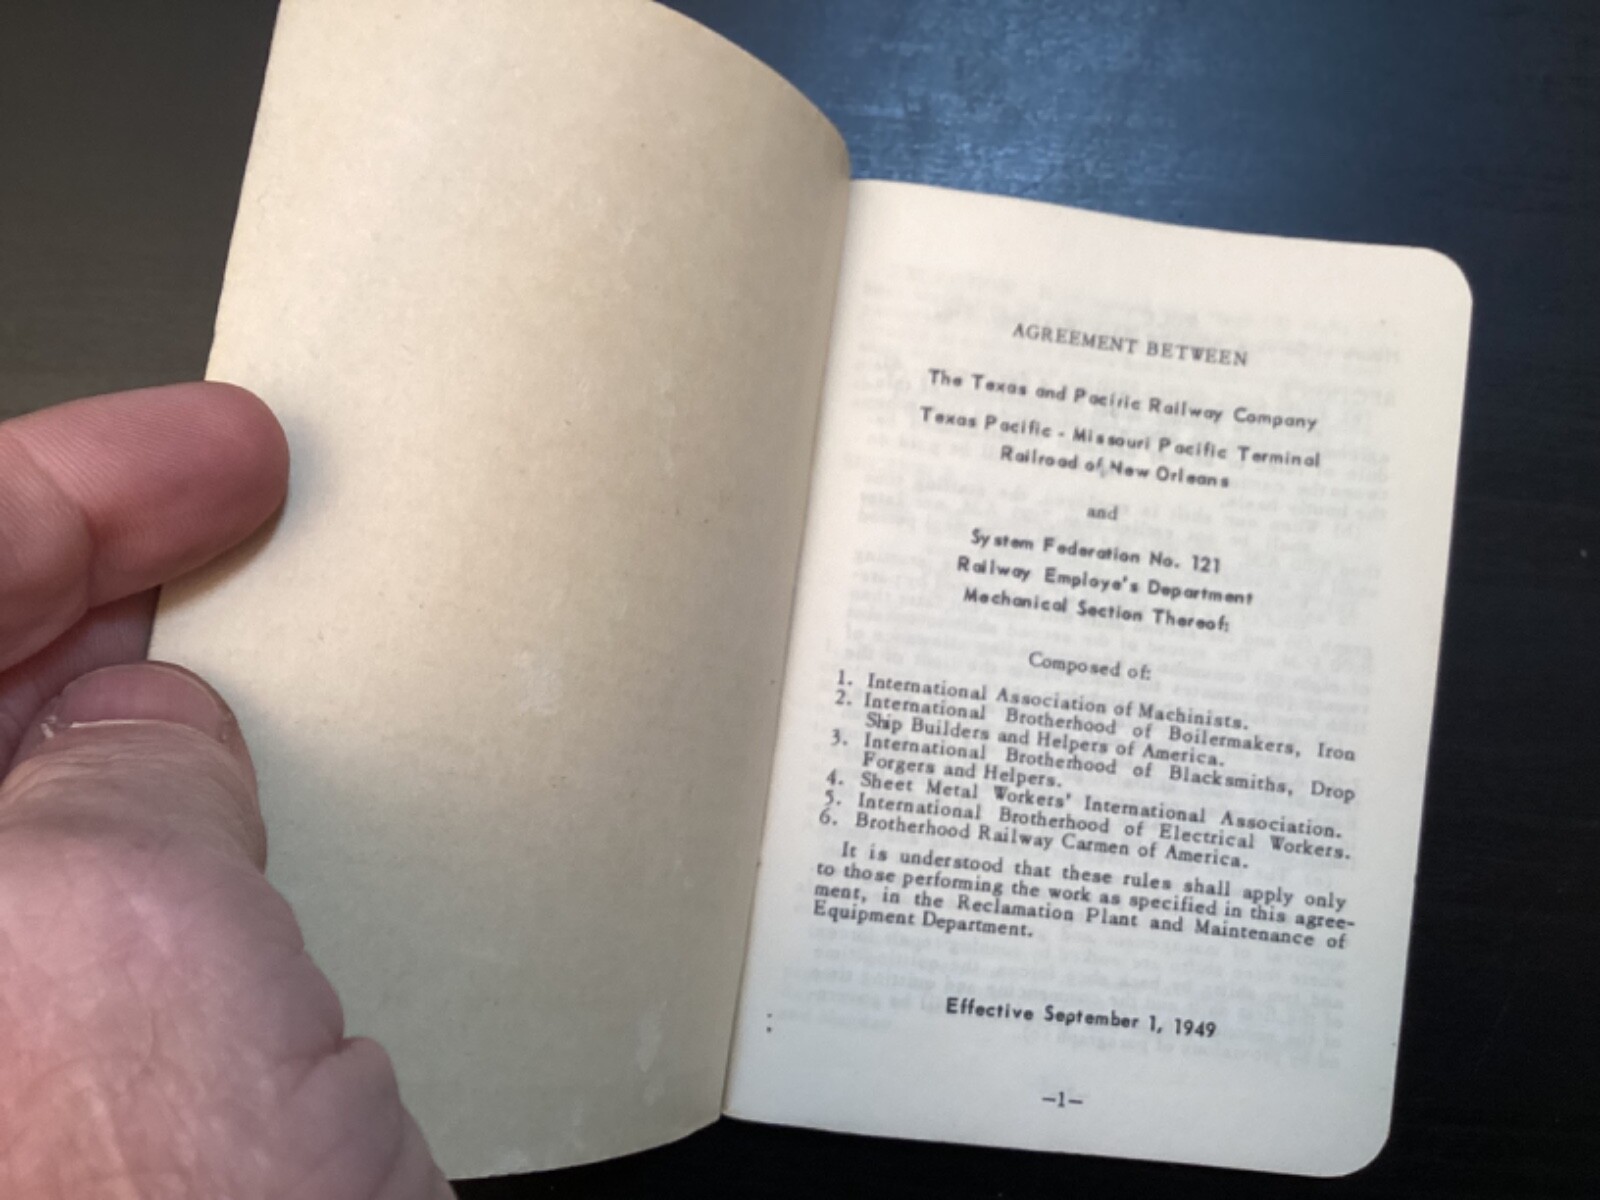 AGREEMENT BETWEEN
The Texas and Pacific Railway Company
Texas Pacific - Missouri Pacific Terminal
Railroad of New Orleans
and
System Federation No. 121
Railway Employe's Department
Mechanical Section Thereof:
Composed of:
1. International Association of Machinists.
2. International Brotherhood of Boilermakers, Iron
Ship Builders and Helpers of America.
3. International Brotherhood of Blacksmiths, Drop
Forgers and Helpers.
4. Sheet Metal Workers' International Association.
5. International Brotherhood of Electrical Workers.
6. Brotherhood Railway Carmen of America.
It is understood that these rules shall apply only
to those performing the work as specified in this agree-
ment, in the Reclamation Plant and Maintenance of
Equipment Department.
Effective September 1, 1949
—1—